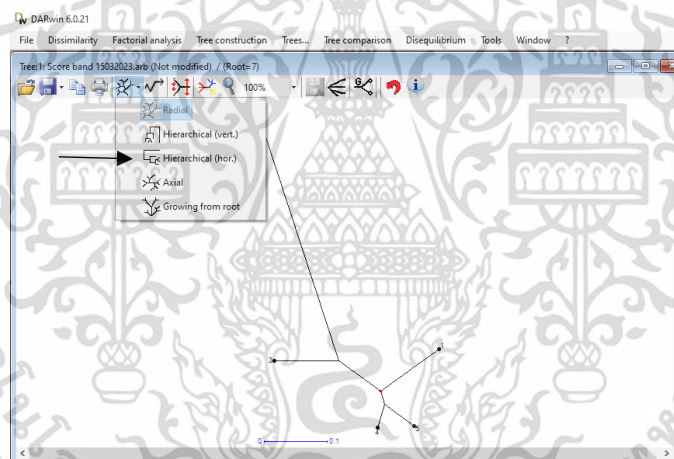 DARwin 6.0.21
File Dissimilarity Factorial analysis Tree construction Trees... Tree comparison Disequilibrium Tools Window ?
Tree:1: Score band 15032023.arb (Not modified) / (Root=7)
100%
Radial
Hierarchical (vert.)
Hierarchical (hor.)
Axial
Growing from root
1
3
4
5
0 0.1